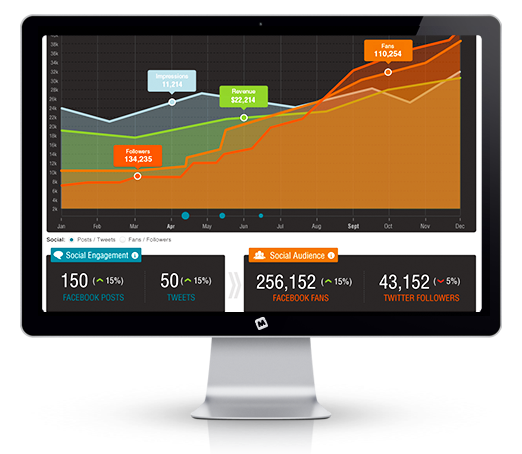 38k
36k
34k
32k
30k
28k
26k
24k
22k
20k
18k
16k
14k
12k
10k
8k
6k
4k
2k
Fans
110,254
Impressions
11,214
Revenue
$22,214
Followers
134,235
Jan Feb Mar Apr May Jun Jul Aug Sept Oct Nov Dec
Social: Posts / Tweets Fans / Followers
Social Engagement i
150 (15%) 50 (15%)
FACEBOOK POSTS TWEETS
Social Audience i
256,152 (15%) 43,152 (5%)
FACEBOOK FANS TWITTER FOLLOWERS